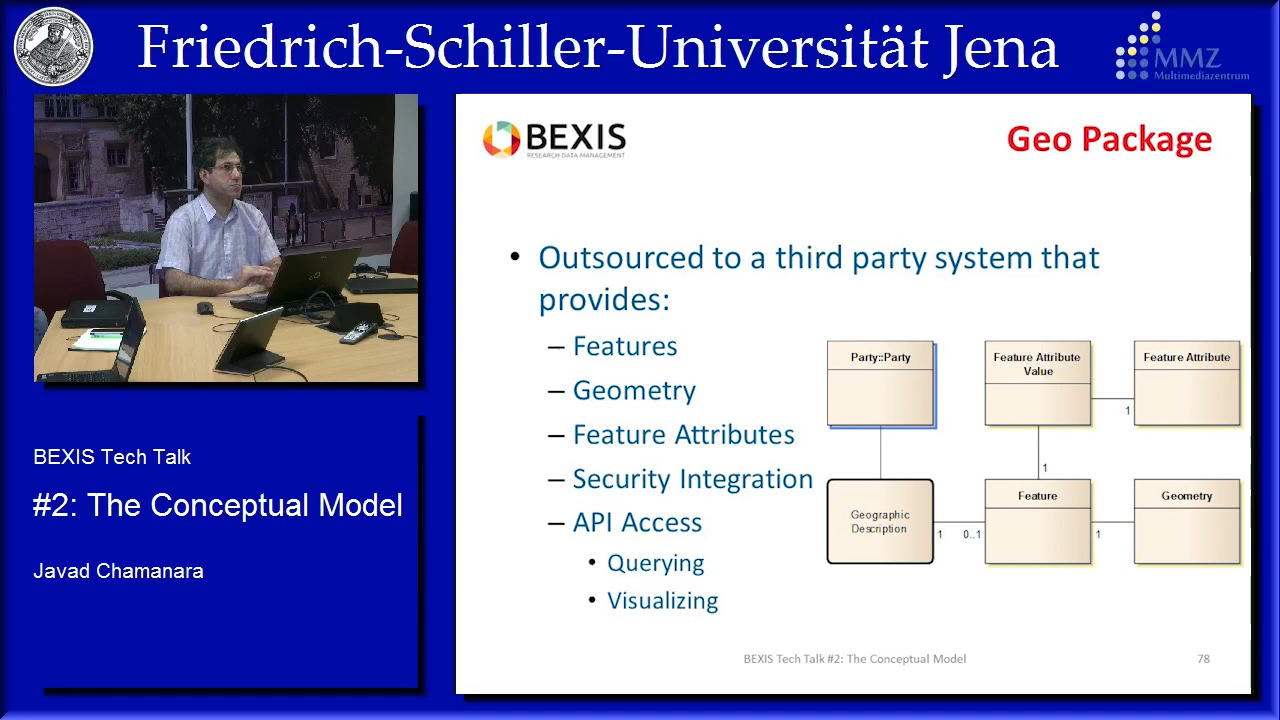 Friedrich-Schiller-Universität Jena
MMZ
Multimediazentrum
BEXIS
RESEARCH DATA MANAGEMENT
Geo Package
• Outsourced to a third party system that
provides:
– Features
– Geometry
– Feature Attributes
– Security Integration
– API Access
• Querying
• Visualizing
Party::Party
Feature Attribute
Value
Feature Attribute
1
1
Geographic
Description
1
0..1
Feature
1
Geometry
BEXIS Tech Talk #2: The Conceptual Model
78
BEXIS Tech Talk
#2: The Conceptual Model
Javad Chamanara